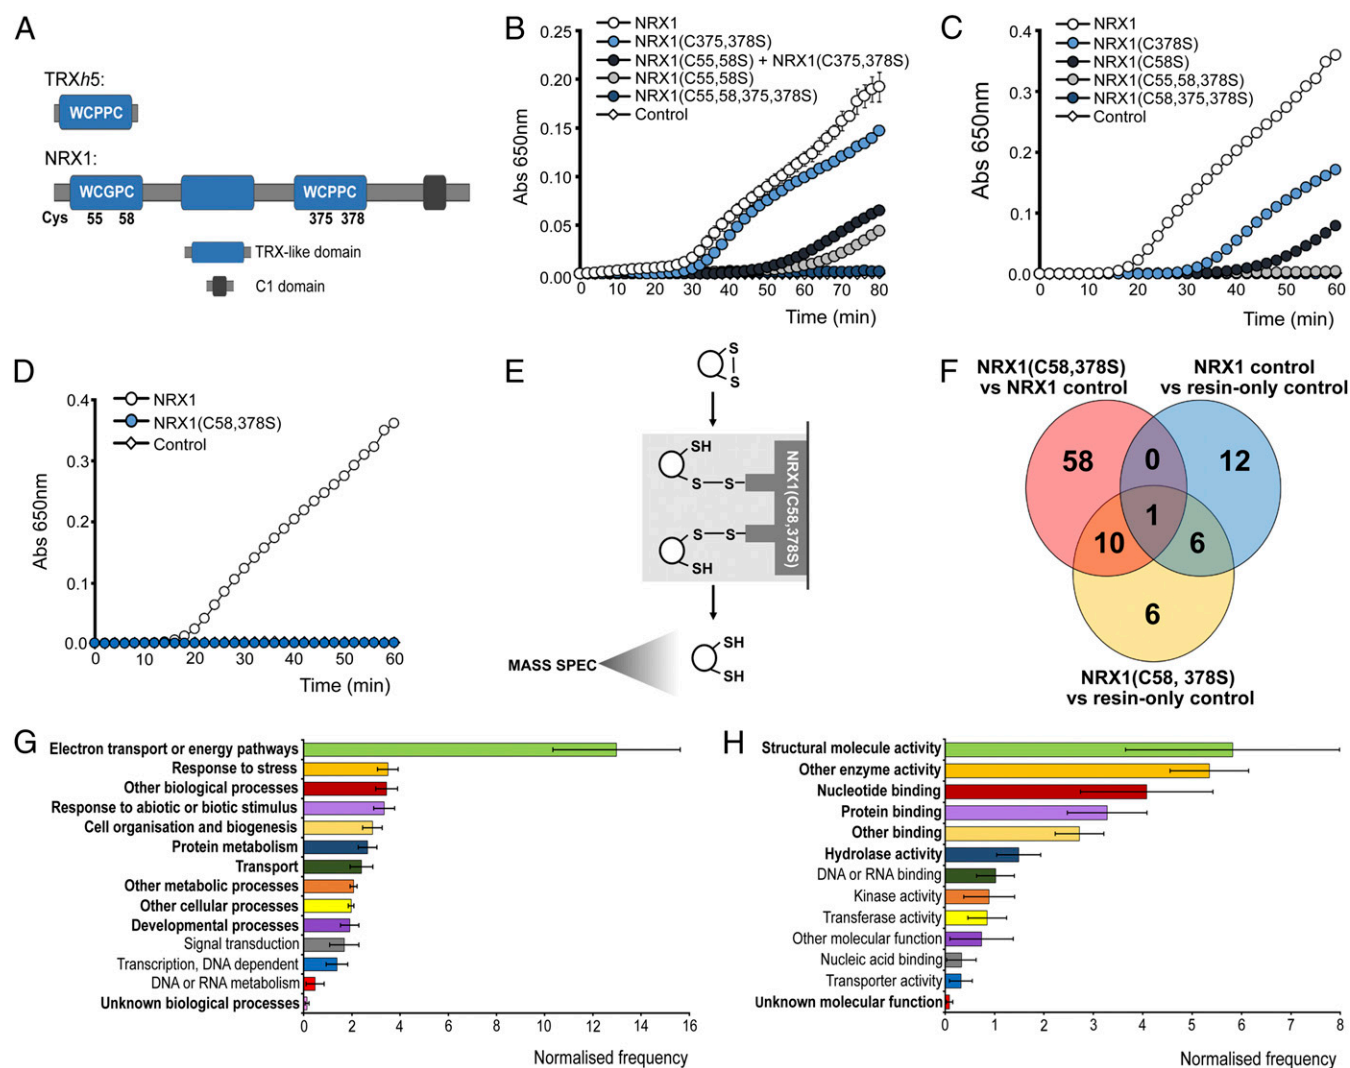 A
TRXh5:
WCPPC
NRX1:
WCGPC
WCPPC
Cys 55 58 375 378
TRX-like domain
C1 domain
B
NRX1
NRX1(C375,378S)
NRX1(C55,58S) + NRX1(C375,378S)
NRX1(C55,58S)
NRX1(C55,58,375,378S)
Control
Abs 650nm
0.25
0.20
0.15
0.10
0.05
0.00
0 10 20 30 40 50 60 70 80
Time (min)
C
NRX1
NRX1(C378S)
NRX1(C58S)
NRX1(C55,58,378S)
NRX1(C58,375,378S)
Control
Abs 650nm
0.4
0.3
0.2
0.1
0.0
0 10 20 30 40 50 60
Time (min)
D
NRX1
NRX1(C58,378S)
Control
Abs 650nm
0.4
0.3
0.2
0.1
0.0
0 10 20 30 40 50 60
Time (min)
E
S
S
SH
S S
S S
SH
NRX1(C58,378S)
SH
SH
MASS SPEC
F
NRX1(C58,378S)
vs NRX1 control
NRX1 control
vs resin-only control
58
0
12
1
10
6
6
NRX1(C58, 378S)
vs resin-only control
G
Electron transport or energy pathways
Response to stress
Other biological processes
Response to abiotic or biotic stimulus
Cell organisation and biogenesis
Protein metabolism
Transport
Other metabolic processes
Other cellular processes
Developmental processes
Signal transduction
Transcription, DNA dependent
DNA or RNA metabolism
Unknown biological processes
0 2 4 6 8 10 12 14 16
Normalised frequency
H
Structural molecule activity
Other enzyme activity
Nucleotide binding
Protein binding
Other binding
Hydrolase activity
DNA or RNA binding
Kinase activity
Transferase activity
Other molecular function
Nucleic acid binding
Transporter activity
Unknown molecular function
0 1 2 3 4 5 6 7 8
Normalised frequency